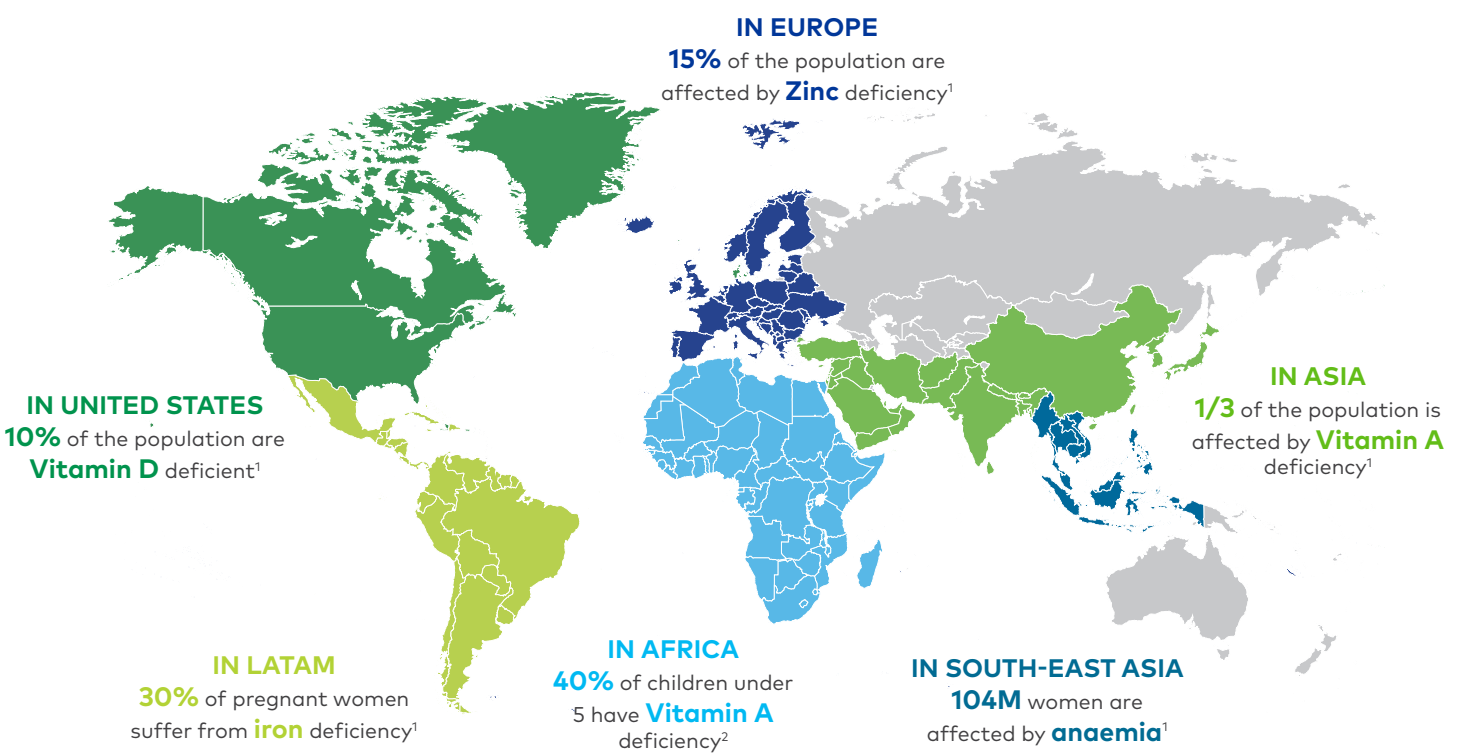 IN EUROPE
15% of the population are
affected by Zinc deficiency¹
IN UNITED STATES
10% of the population are
Vitamin D deficient¹
IN ASIA
1/3 of the population is
affected by Vitamin A
deficiency¹
IN LATAM
30% of pregnant women
suffer from iron deficiency¹
IN AFRICA
40% of children under
5 have Vitamin A
deficiency²
IN SOUTH-EAST ASIA
104M women are
affected by anaemia¹